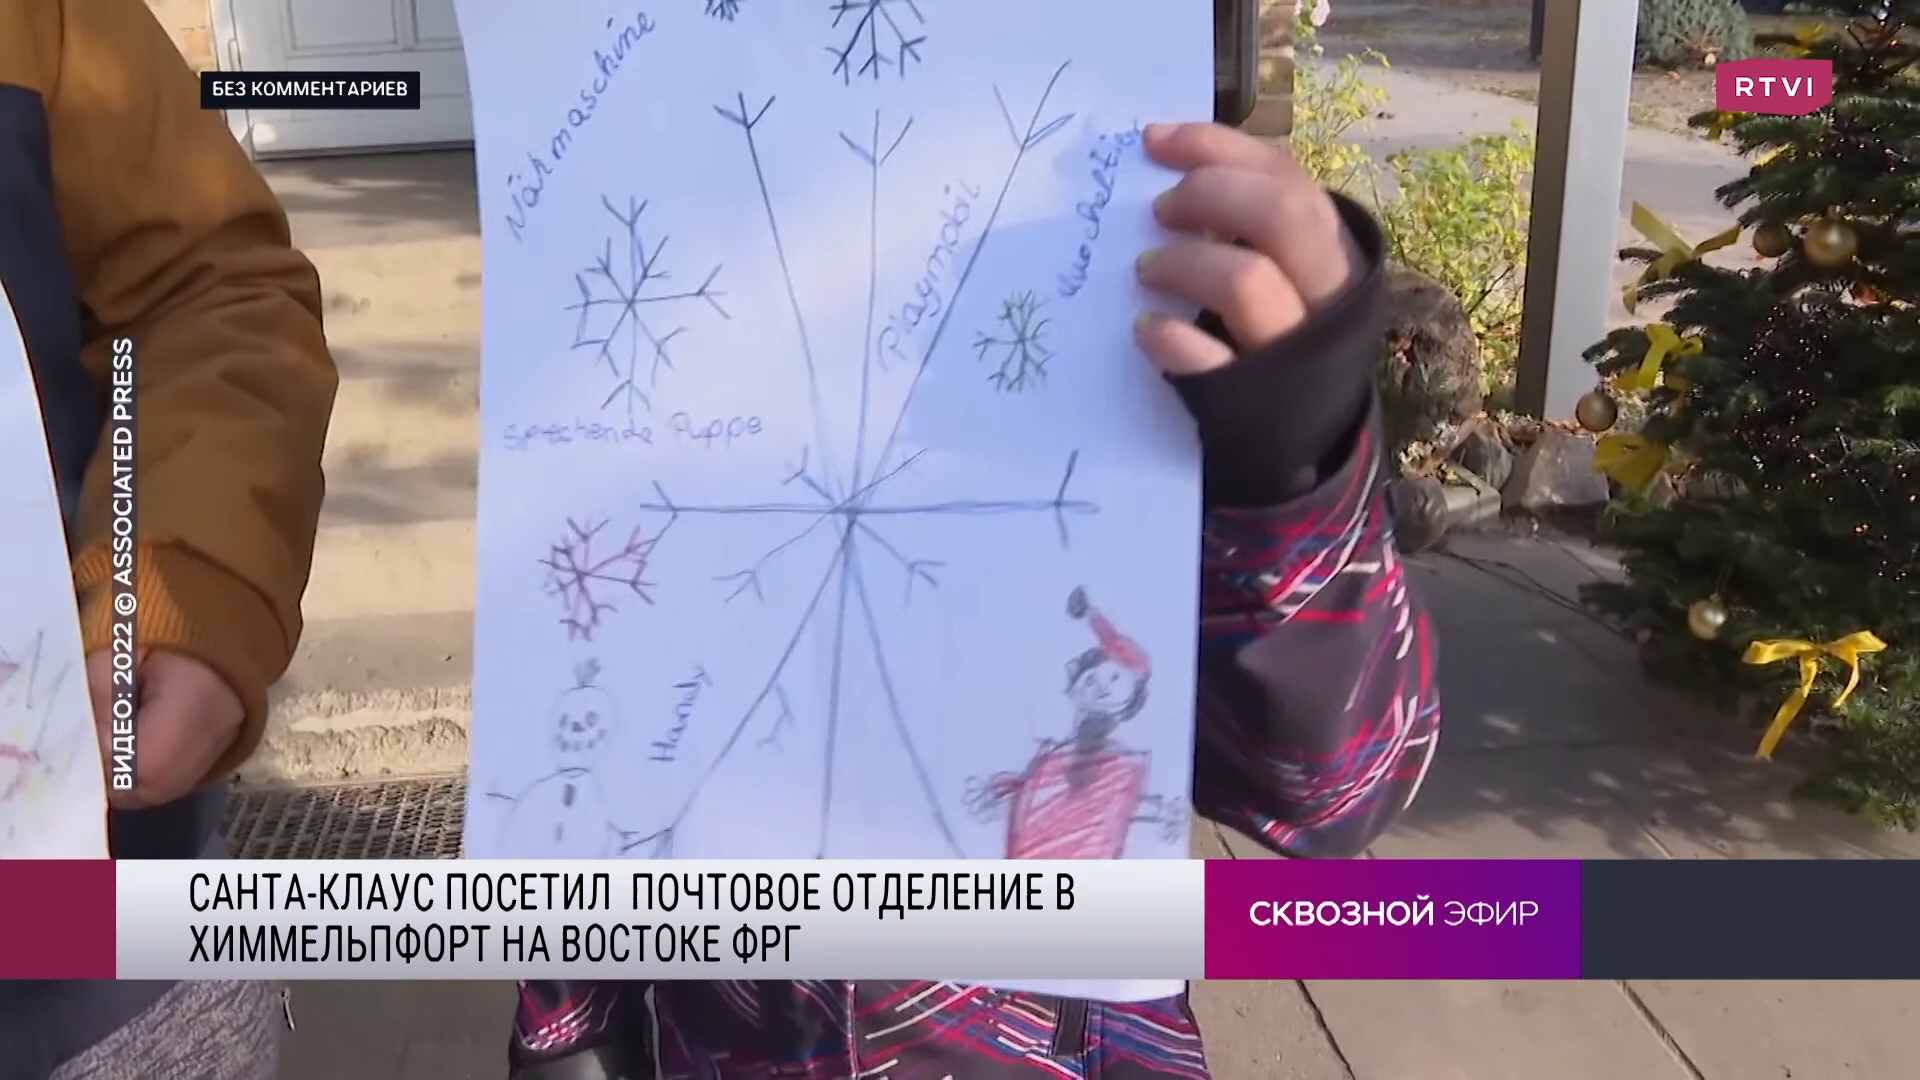 БЕЗ КОММЕНТАРИЕВ
RTVI
Nähmaschine
Playmobil
Sprechende Puppe
Handy
ВИДЕО: 2022 © ASSOCIATED PRESS
САНТА-КЛАУС ПОСЕТИЛ ПОЧТОВОЕ ОТДЕЛЕНИЕ В
ХИММЕЛЬПФОРТ НА ВОСТОКЕ ФРГ
СКВОЗНОЙ ЭФИР